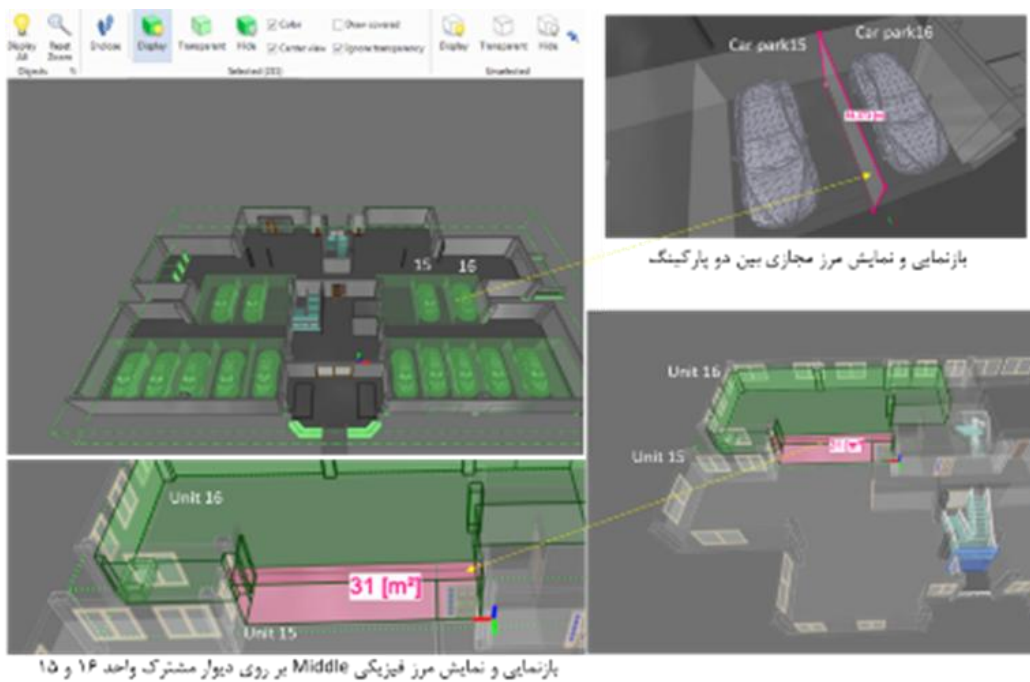 Display All
Reset Zoom
Enclose
Display
Transparent
Hide
Color
Center view
Draw covered
Ignore transparency
Display
Transparent
Hide
Objects
Unselected
15 16
Car park15
Car park16
بازنمایی و نمایش مرز مجازی بین دو پارکینگ
Unit 16
Unit 15
Unit 16
31 [m²]
Unit 15
بازنمایی و نمایش مرز فیزیکی Middle بر روی دیوار مشترک واحد ۱۶ و ۱۵